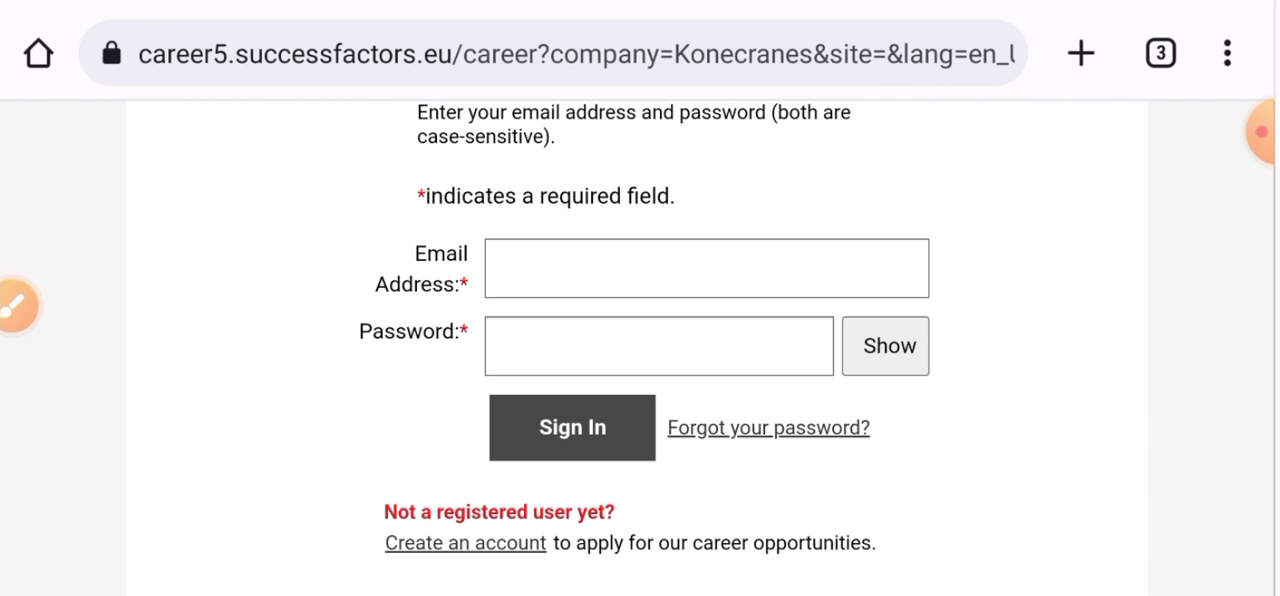 career5.successfactors.eu/career?company=Konecranes&site=&lang=en_
3
Enter your email address and password (both are
case-sensitive).
*indicates a required field.
Email
Address:*
Password:*
Show
Sign In
Forgot your password?
Not a registered user yet?
Create an account to apply for our career opportunities.